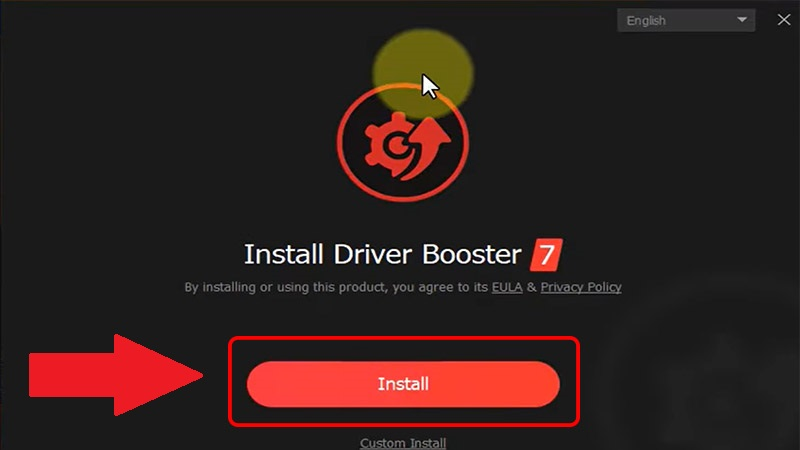 English
Install Driver Booster 7
By installing or using this product, you agree to its EULA & Privacy Policy
Install
Custom Install